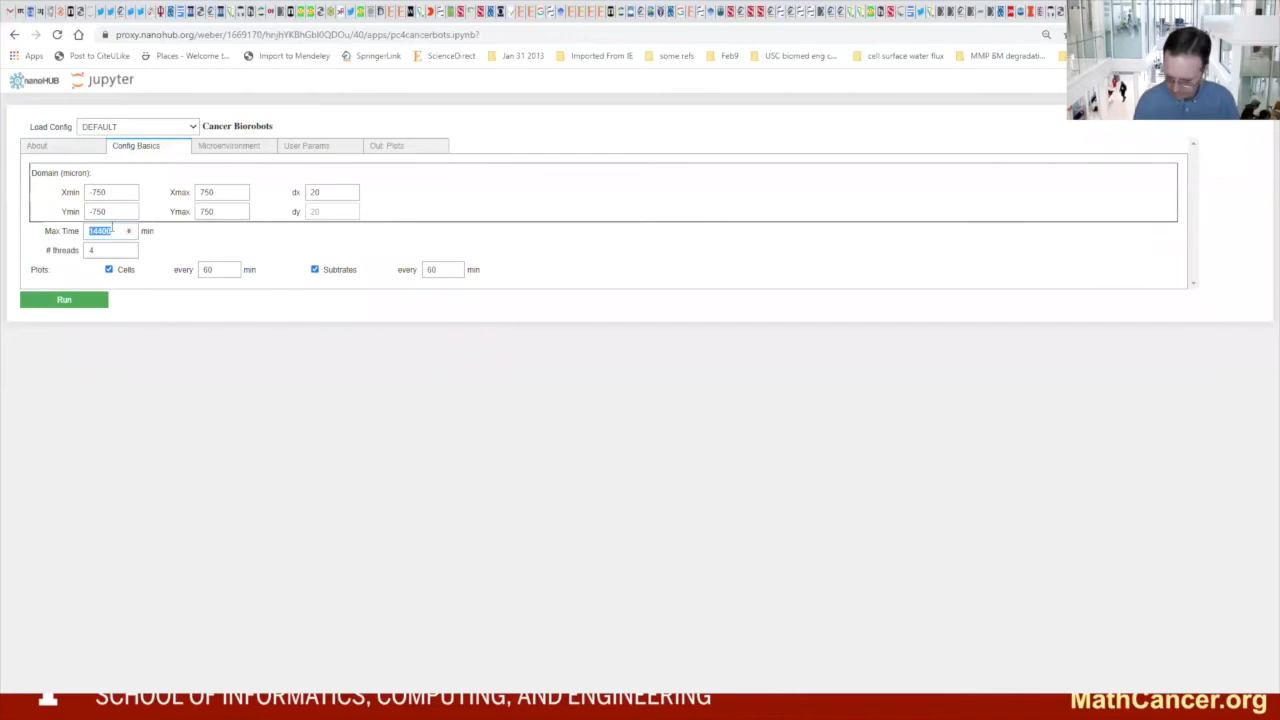 proxy.nanohub.org/weber/1669170/hnjhYKBhGbI0QDOu/40/apps/pc4cancerbots.ipynb?
Apps Post to CiteULike Places - Welcome t... Import to Mendeley SpringerLink ScienceDirect Jan 31 2013 Imported From IE some refs Feb9 USC biomed eng c... cell surface water flux MMP BM degradati...
nanoHUB jupyter
Load Config DEFAULT Cancer Biorobots
About Config Basics Microenvironment User Params Out: Plots
Domain (micron):
Xmin -750 Xmax 750 dx 20
Ymin -750 Ymax 750 dy 20
Max Time 14400 min
# threads 4
Plots: Cells every 60 min Subtrates every 60 min
Run
SCHOOL OF INFORMATICS, COMPUTING, AND ENGINEERING
MathCancer.org